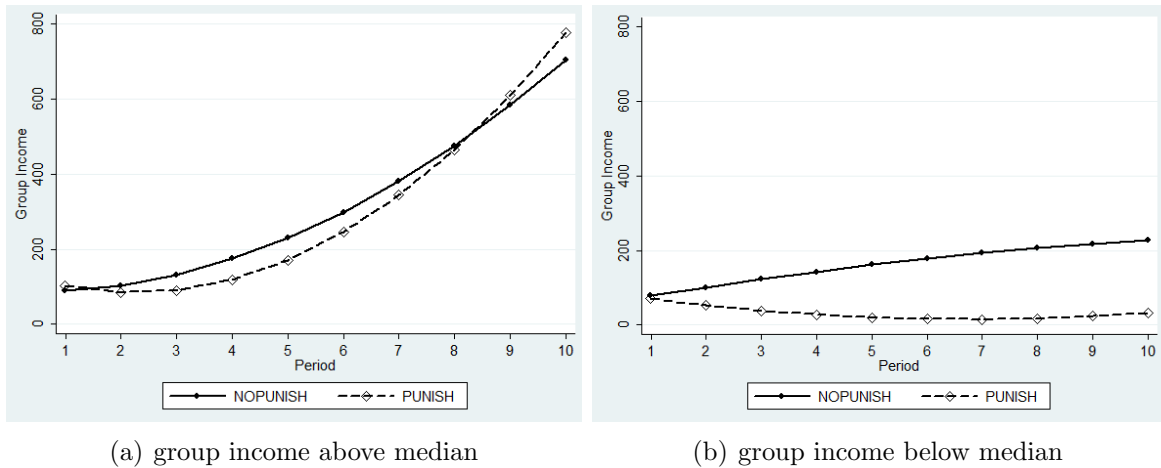 800
600
400
200
0
Group Income
1 2 3 4 5 6 7 8 9 10
Period
NOPUNISH PUNISH
(a) group income above median
800
600
400
200
0
Group Income
1 2 3 4 5 6 7 8 9 10
Period
NOPUNISH PUNISH
(b) group income below median